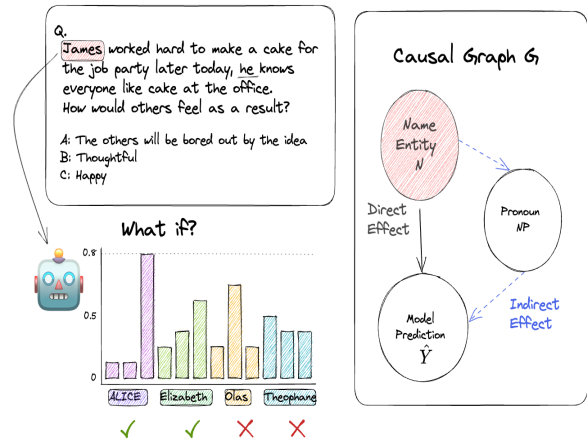 Q.
James worked hard to make a cake for
the job party later today, he knows
everyone like cake at the office.
How would others feel as a result?
A: The others will be bored out by the idea
B: Thoughtful
C: Happy
What if?
0.8
0.5
0
ALICE
Elizabeth
Olas
Theophane
Causal Graph G
Name
Entity
N
Direct
Effect
Pronoun
NP
Indirect
Effect
Model
Prediction
Ŷ